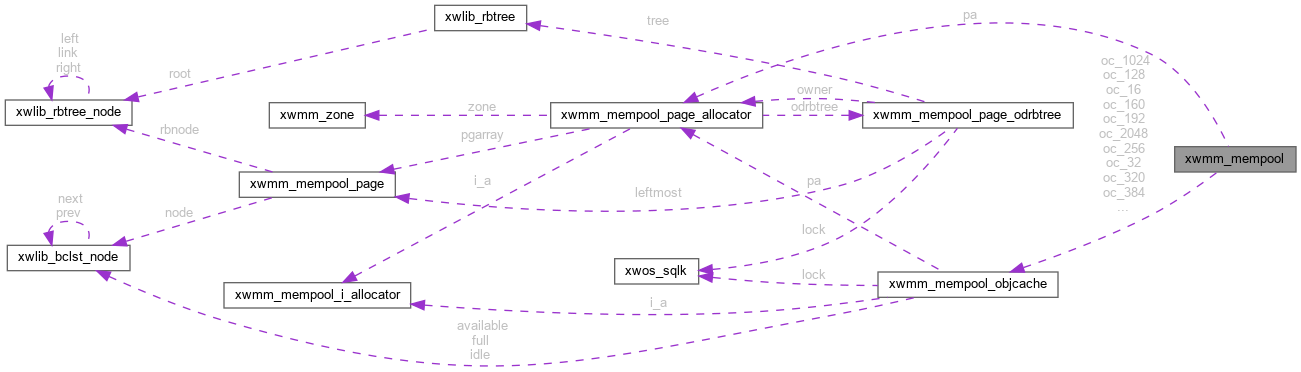 xwlib_rbtree
pa
tree
left
link
right
root
oc_1024
oc_128
oc_16
oc_160
oc_192
oc_2048
oc_256
oc_32
oc_320
oc_384
...
xwlib_rbtree_node
xwmm_zone
zone
xwmm_mempool_page_allocator
owner
odrbtree
xwmm_mempool_page_odrbtree
rbnode
pgarray
xwmm_mempool
xwmm_mempool_page
i_a
pa
leftmost
next
prev
node
lock
xwlib_bclst_node
xwos_sqlk
lock
xwmm_mempool_objcache
xwmm_mempool_i_allocator
i_a
available
full
idle